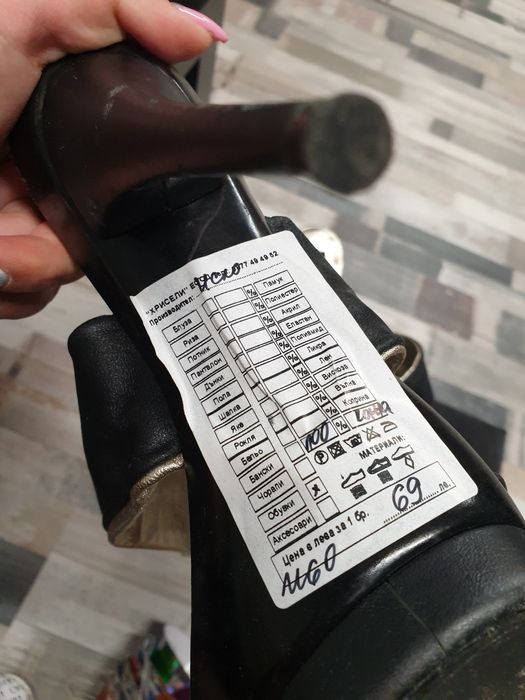 "ХРИСЕЛИ" 77 49 49 52
Производител: Иско
Блуза % Памук
Риза % Полиестер
Потник % Акрил
Панталон % Еластан
Дънки % Полиамид
Пола % Ликра
Шапка % Лен
Яке % Вискоза
Рокля % Вълна
Бельо % Коприна
Бански 100 %
Чорапи
МАТЕРИАЛИ:
Обувки x
Аксесоари
Цена в лева за 1 бр. 69 лв.